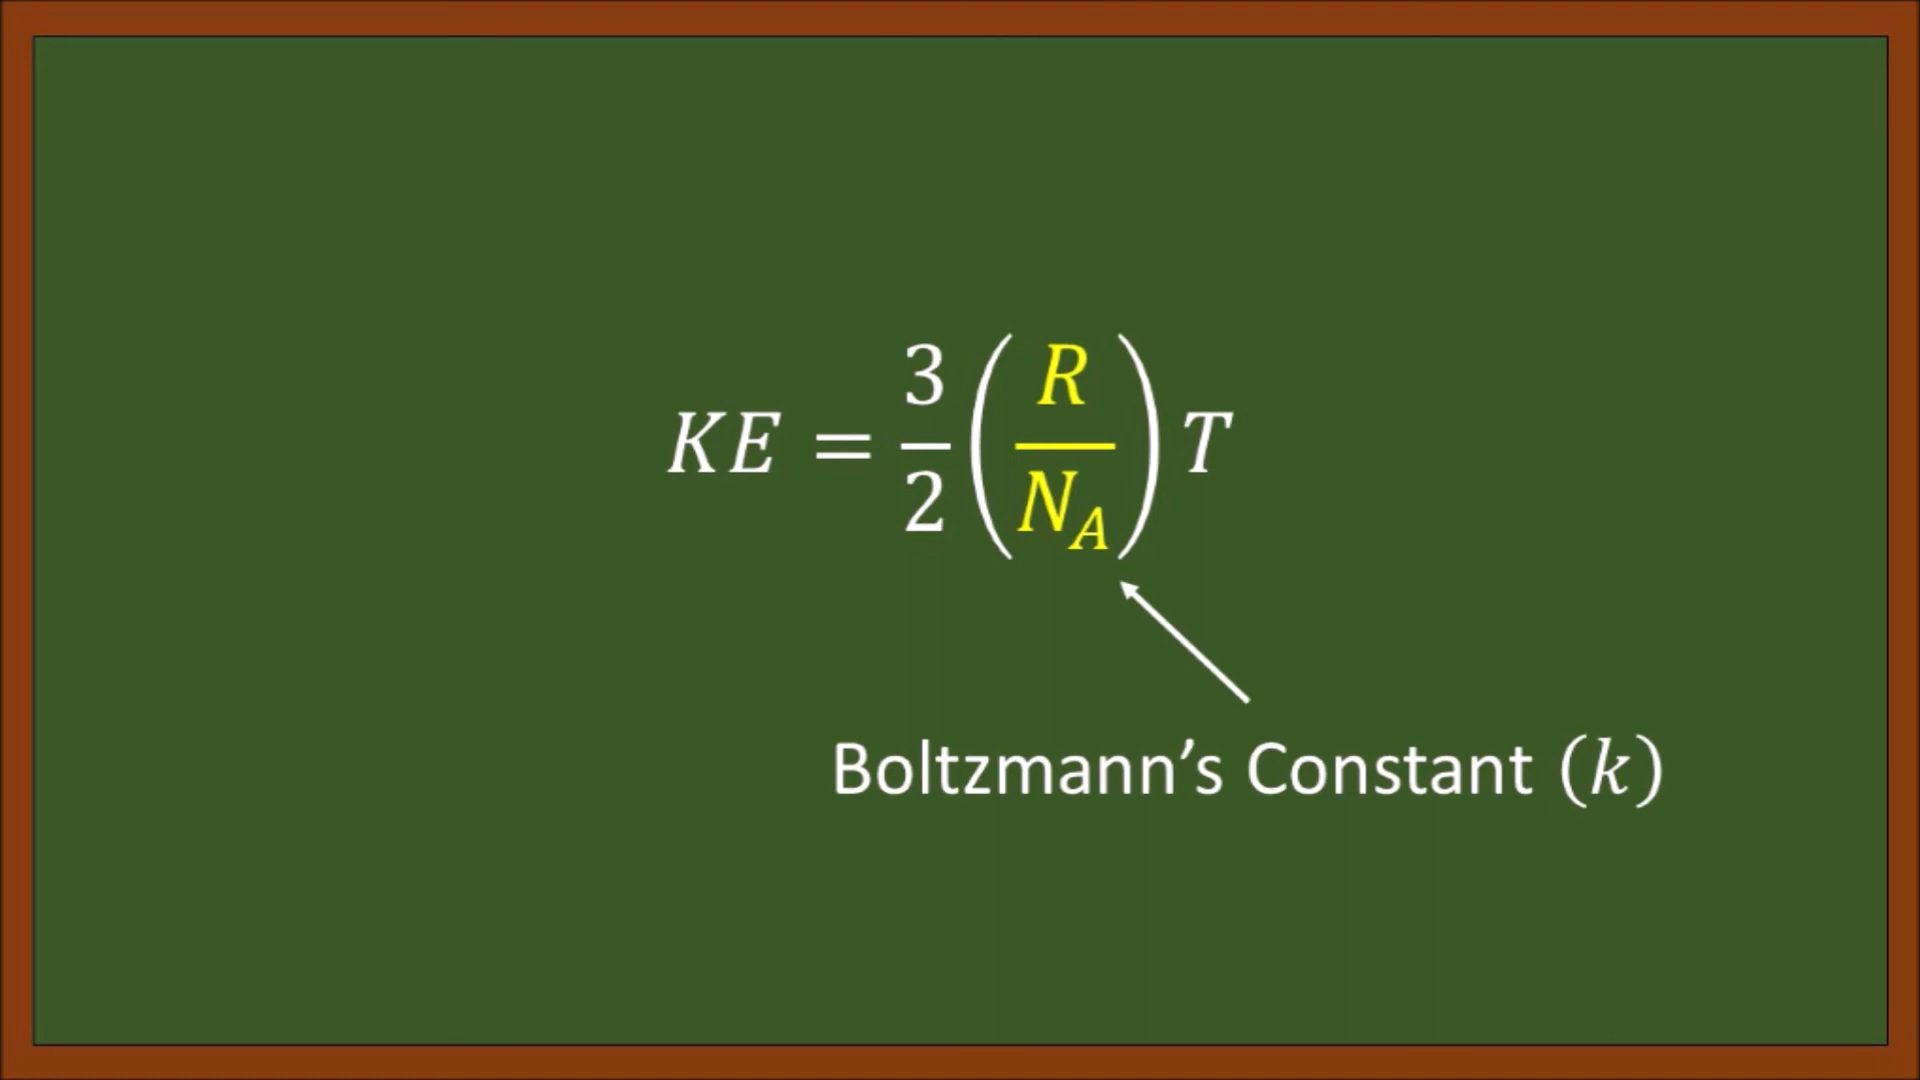 KE = 3/2 (R/N_A) T
Boltzmann’s Constant (k)